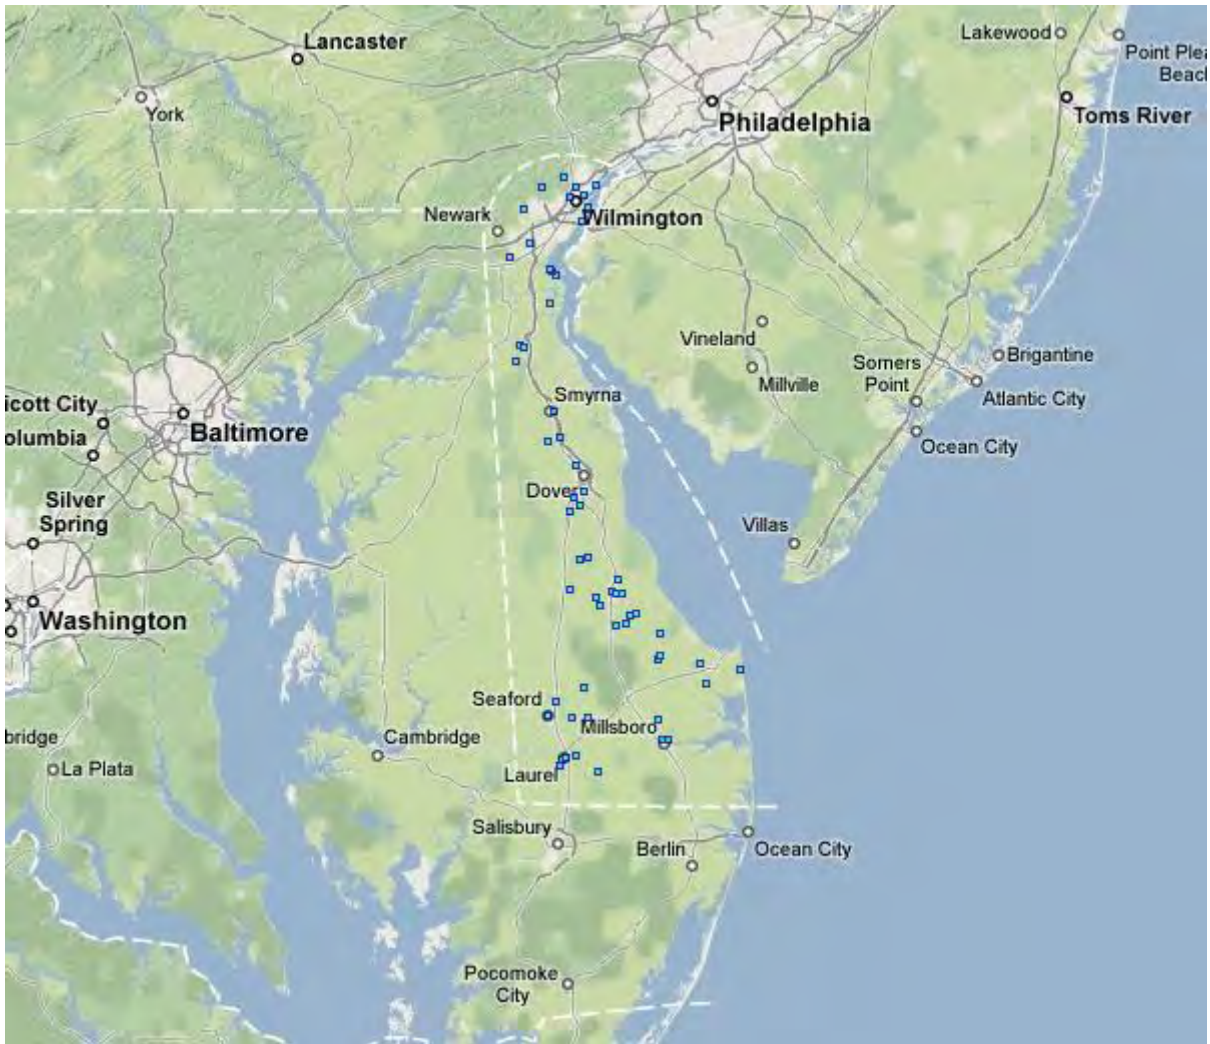 Lancaster
Lakewood
Point Plea
Beach
York
Toms River
Philadelphia
Newark
Wilmington
Vineland
Brigantine
Somers
Point
Millville
Smyrna
Atlantic City
icott City
Baltimore
olumbia
Ocean City
Silver
Spring
Dover
Villas
Washington
Seaford
Millsboro
bridge
Cambridge
La Plata
Laurel
Salisbury
Berlin
Ocean City
Pocomoke
City